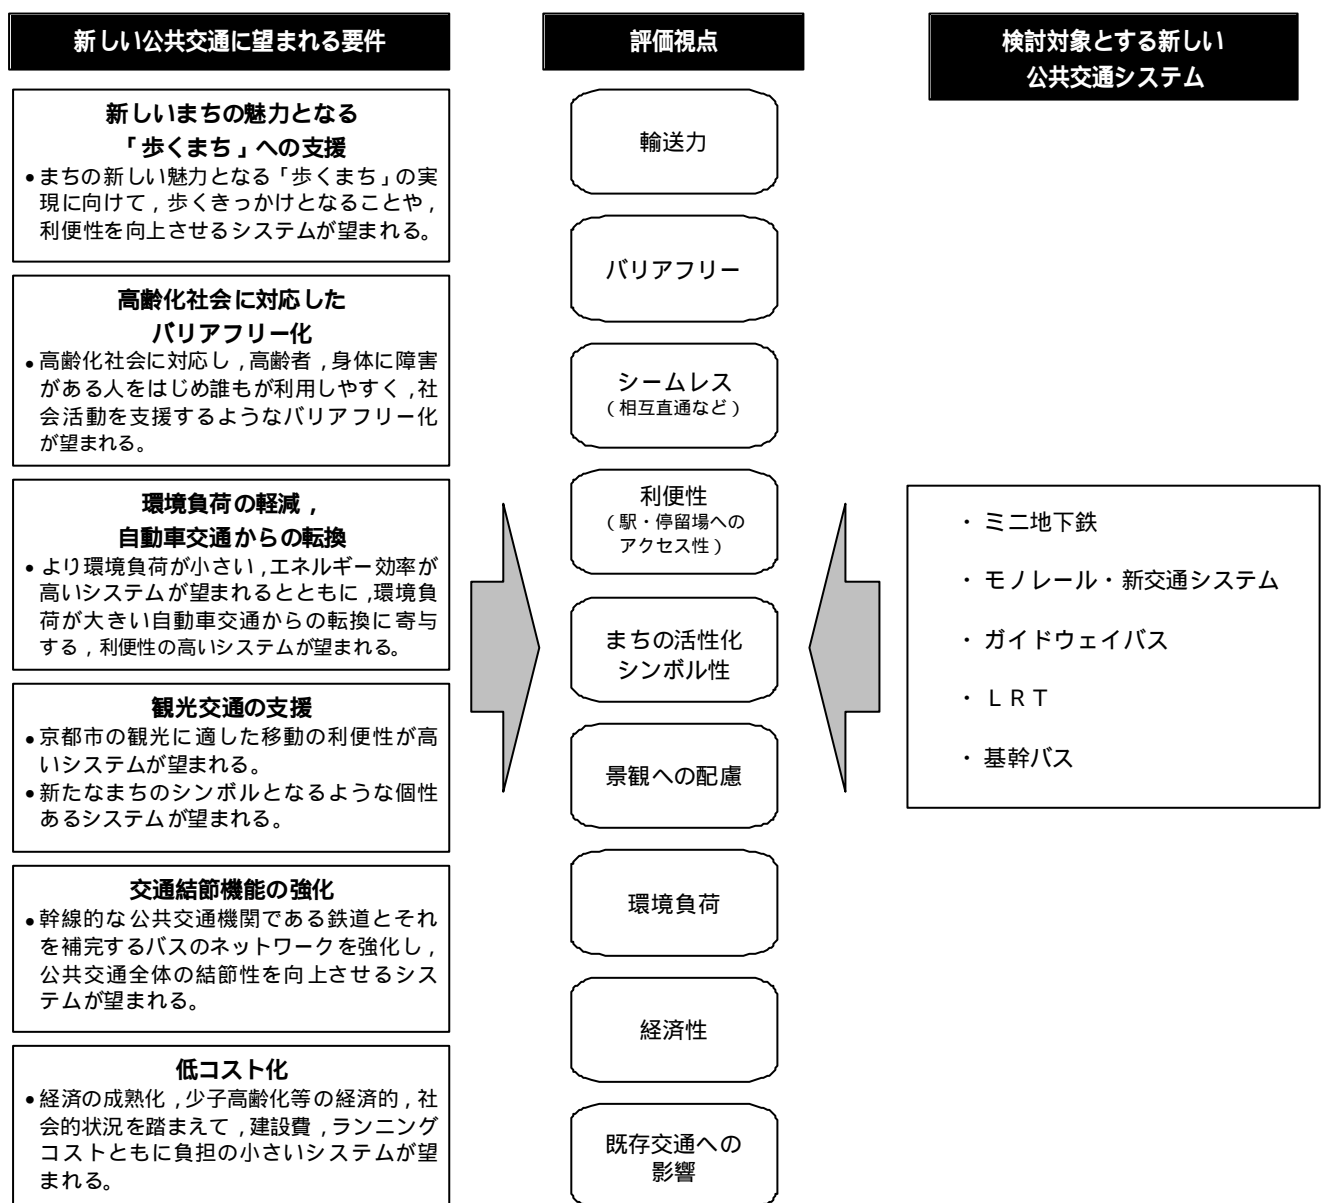 新しい公共交通に望まれる要件
新しいまちの魅力となる
「歩くまち」への支援
•まちの新しい魅力となる「歩くまち」の実
現に向けて，歩くきっかけとなることや，
利便性を向上させるシステムが望まれる。
高齢化社会に対応した
バリアフリー化
•高齢化社会に対応し，高齢者，身体に障害
がある人をはじめ誰もが利用しやすく，社
会活動を支援するようなバリアフリー化
が望まれる。
環境負荷の軽減，
自動車交通からの転換
•より環境負荷が小さい，エネルギー効率が
高いシステムが望まれるとともに，環境負
荷が大きい自動車交通からの転換に寄与
する，利便性の高いシステムが望まれる。
観光交通の支援
•京都市の観光に適した移動の利便性が高
いシステムが望まれる。
•新たなまちのシンボルとなるような個性
あるシステムが望まれる。
交通結節機能の強化
•幹線的な公共交通機関である鉄道とそれ
を補完するバスのネットワークを強化し，
公共交通全体の結節性を向上させるシス
テムが望まれる。
低コスト化
•経済の成熟化，少子高齢化等の経済的，社
会的状況を踏まえて，建設費，ランニング
コストともに負担の小さいシステムが望
まれる。
評価視点
輸送力
バリアフリー
シームレス
（相互直通など）
利便性
（駅・停留場への
アクセス性）
まちの活性化
シンボル性
景観への配慮
環境負荷
経済性
既存交通への
影響
検討対象とする新しい
公共交通システム
・ミニ地下鉄
・モノレール・新交通システム
・ガイドウェイバス
・ＬＲＴ
・基幹バス